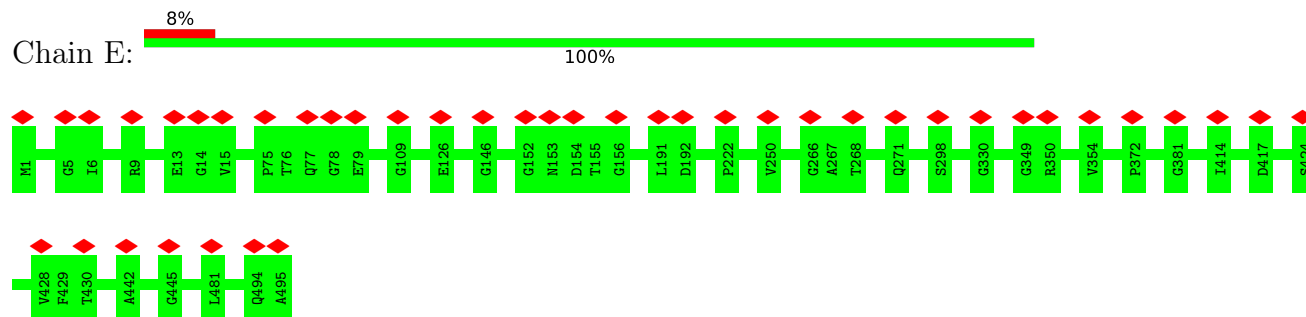 8%
Chain E:
100%
M1 G5 I6 R9 E13 G14 V15 P75 T76 Q77 G78 E79 G109 E126 G146 G152 N153 D154 T155 G156 L191 D192 P222 V250 G266 A267 T268 Q271 S298 G330 G349 R350 V354 P372 G381 I414 D417 S424
V428 F429 T430 A442 G445 L481 Q494 A495